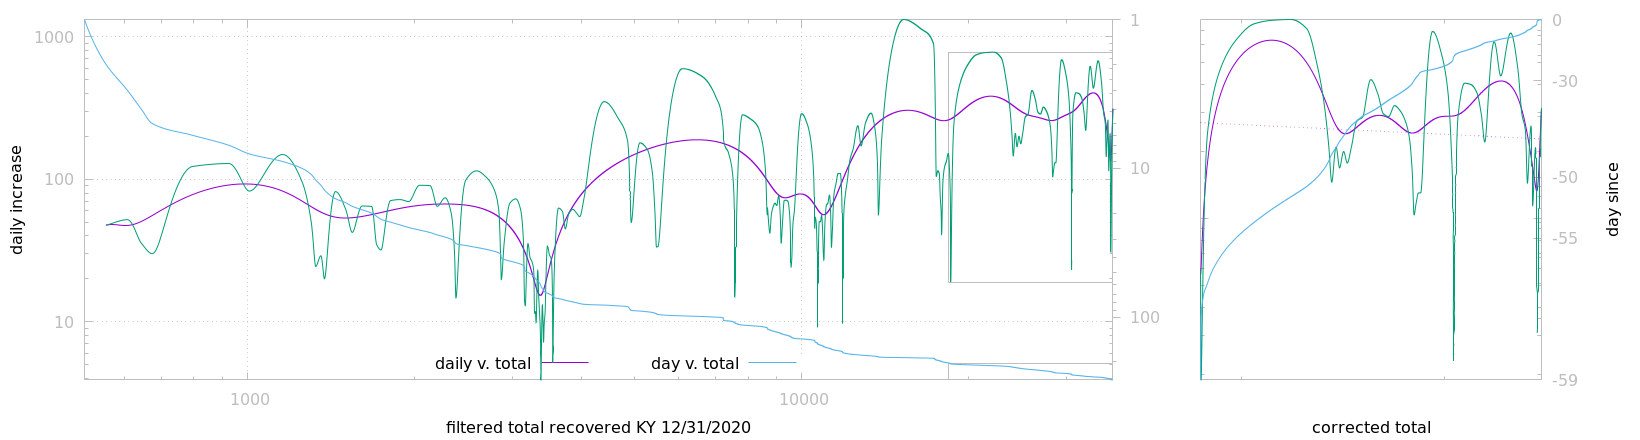 1000
100
10
daily increase
daily v. total
day v. total
1000
10000
filtered total recovered KY 12/31/2020
1
10
100
0
-30
-50
-55
-59
day since
corrected total